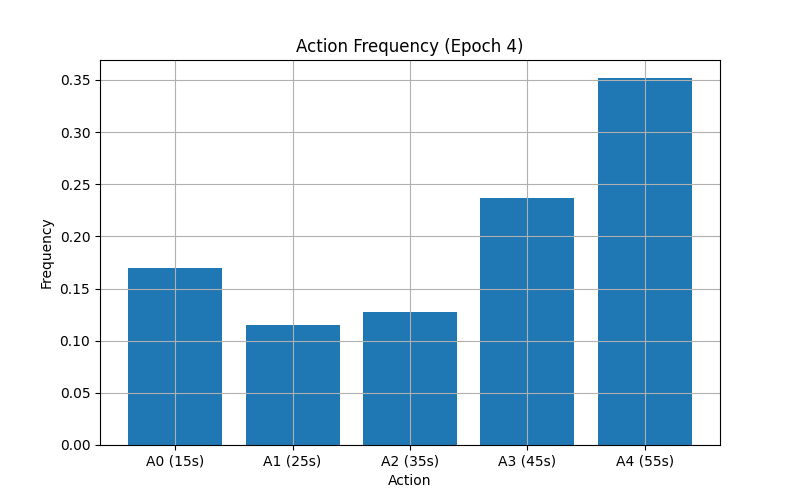 Action Frequency (Epoch 4)
0.35
0.30
0.25
0.20
0.15
0.10
0.05
0.00
Frequency
A0 (15s) A1 (25s) A2 (35s) A3 (45s) A4 (55s)
Action